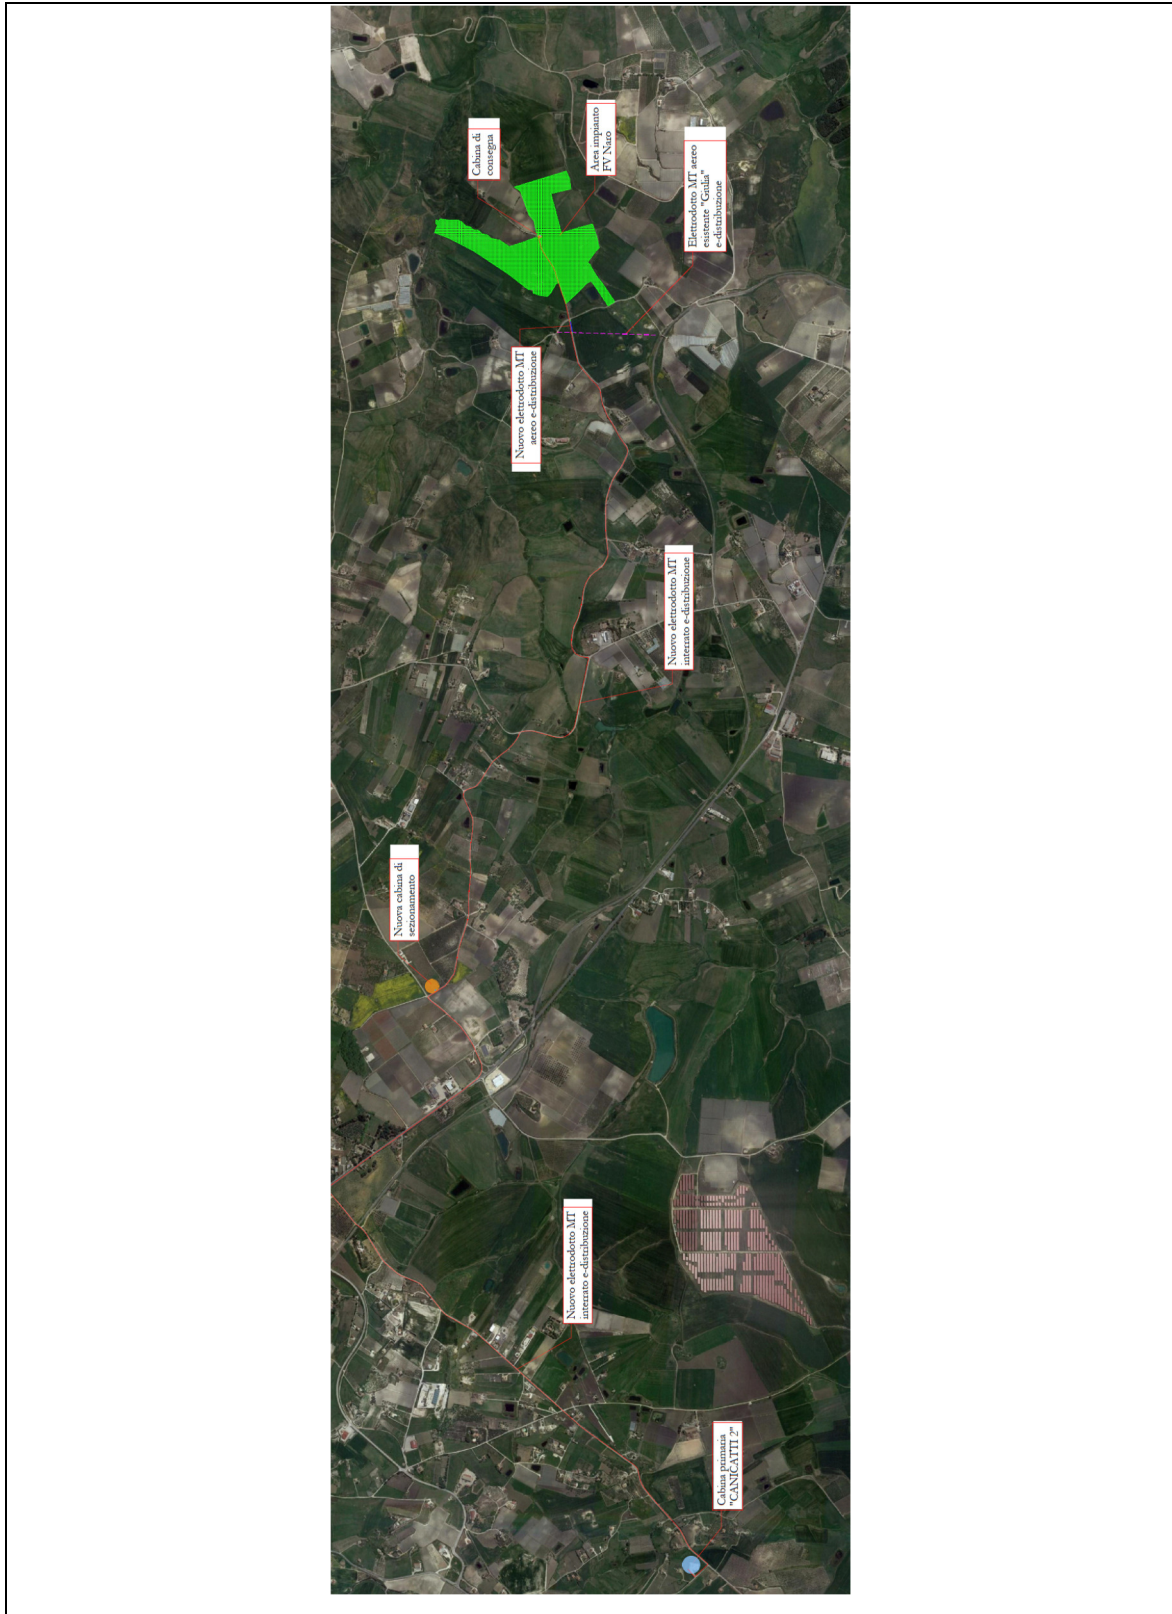 Cabina di
consegna
Area impianto
FV Naro
Elettrodotto MT aereo
esistente "Giulia"
e-distribuzione
Nuovo elettrodotto MT
aereo e-distribuzione
Nuovo elettrodotto MT
interrato e-distribuzione
Nuova cabina di
sezionamento
Nuovo elettrodotto MT
interrato e-distribuzione
Cabina primaria
"CANICATTI 2"